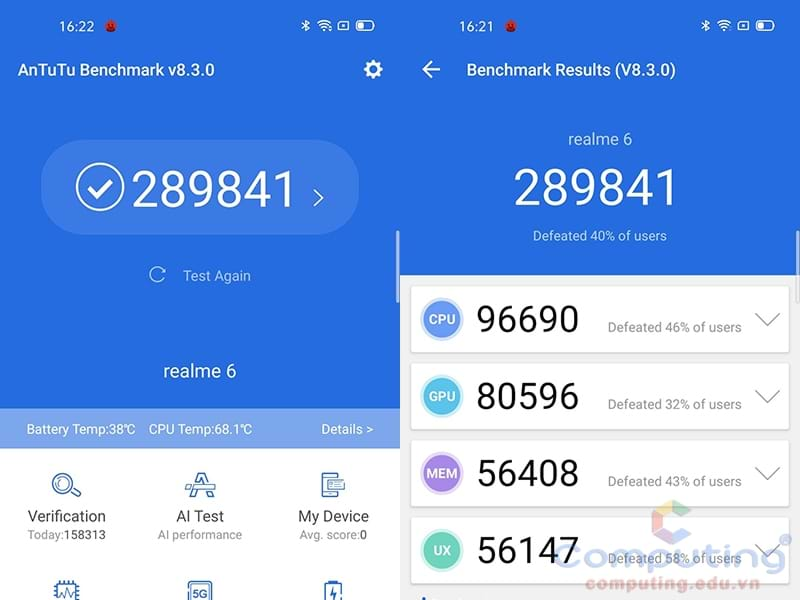 16:22
AnTuTu Benchmark v8.3.0
289841 >
Test Again
realme 6
Battery Temp:38℃ CPU Temp:68.1℃ Details >
Verification
Today:158313
AI Test
AI performance
My Device
Avg. score:0
5G
16:21
Benchmark Results (V8.3.0)
realme 6
289841
Defeated 40% of users
CPU 96690 Defeated 46% of users
GPU 80596 Defeated 32% of users
MEM 56408 Defeated 43% of users
UX 56147 Defeated 58% of users
Computing®
computing.edu.vn